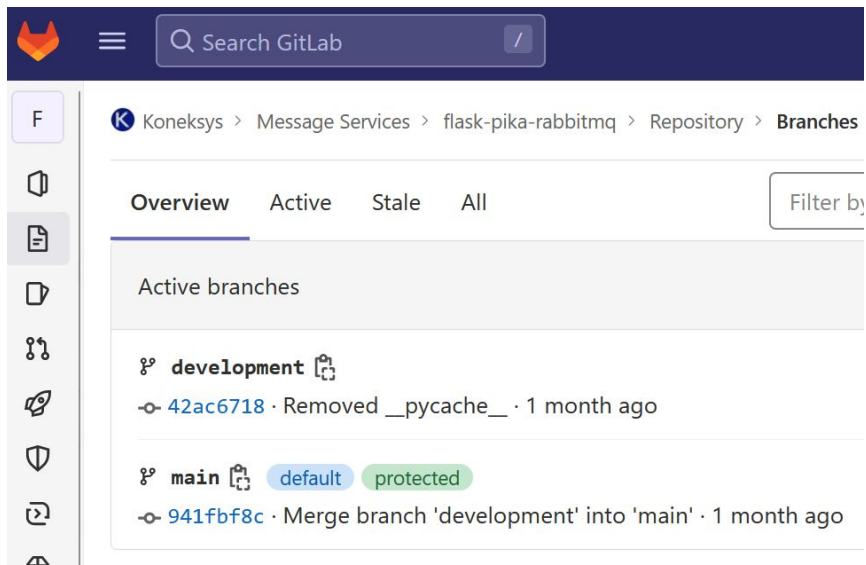 Search GitLab /
F
Koneksys > Message Services > flask-pika-rabbitmq > Repository > Branches
Overview Active Stale All Filter by
Active branches
development
42ac6718 · Removed __pycache__ · 1 month ago
main default protected
941fbf8c · Merge branch 'development' into 'main' · 1 month ago